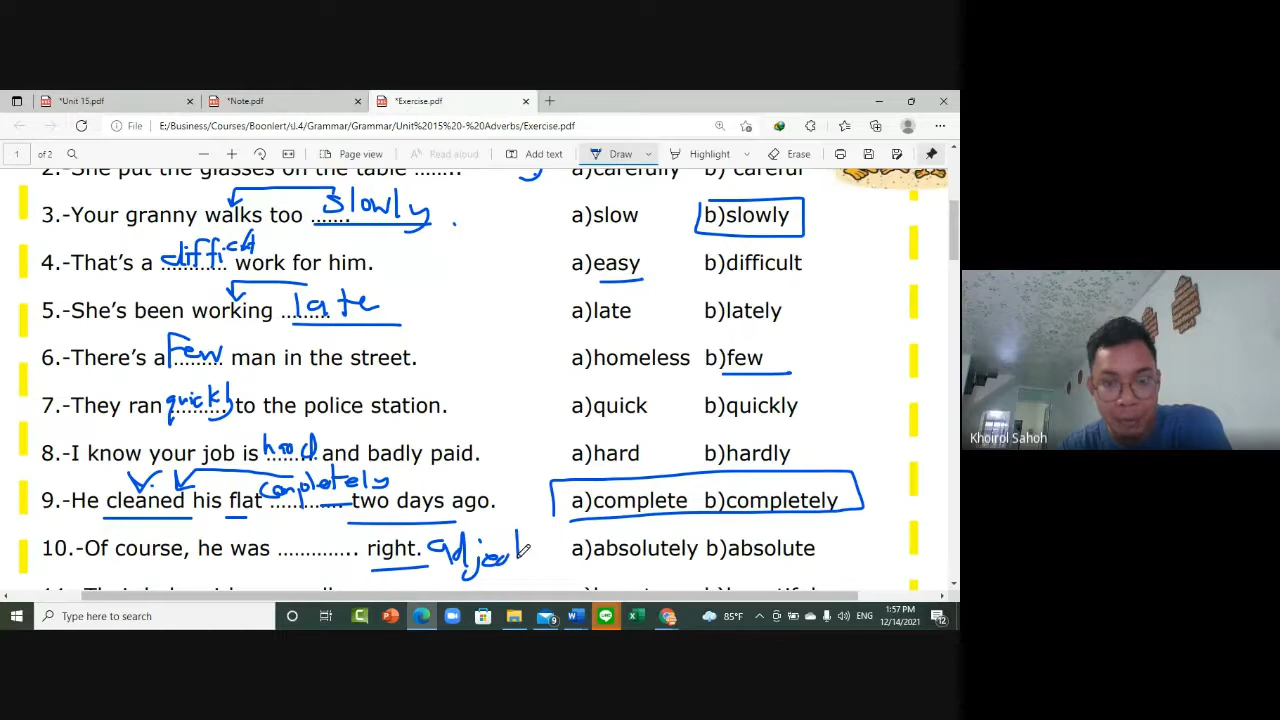 *Unit 15.pdf *Note.pdf *Exercise.pdf
File E:/Business/Courses/Boonlert/ม.4/Grammar/Grammar/Unit%2015%20-%20Adverbs/Exercise.pdf
1 of 2 Page view Read aloud Add text Draw Highlight Erase
2.-She put the glasses on the table ........ a)carefully b) careful
3.-Your granny walks too ....... slowly . a)slow b)slowly
4.-That's a ........... work for him. a)easy b)difficult
5.-She's been working ........ late a)late b)lately
6.-There's a Few ........ man in the street. a)homeless b)few
7.-They ran quickly ......... to the police station. a)quick b)quickly
8.-I know your job is ......... and badly paid. a)hard b)hardly
9.-He cleaned his flat completely ............ two days ago. a)complete b)completely
10.-Of course, he was .............. right. a)absolutely b)absolute
Khoirol Sahoh
Type here to search 9 85°F ENG 1:57 PM 12/14/2021 12